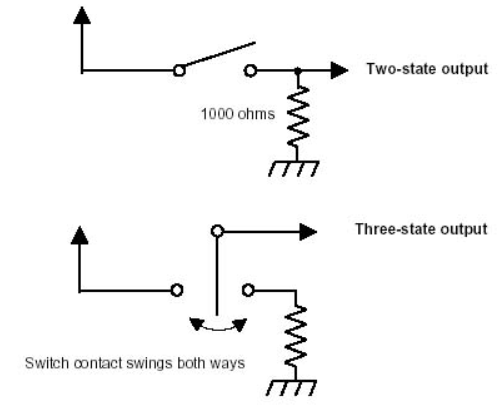 Two-state output
1000 ohms
Three-state output
Switch contact swings both ways